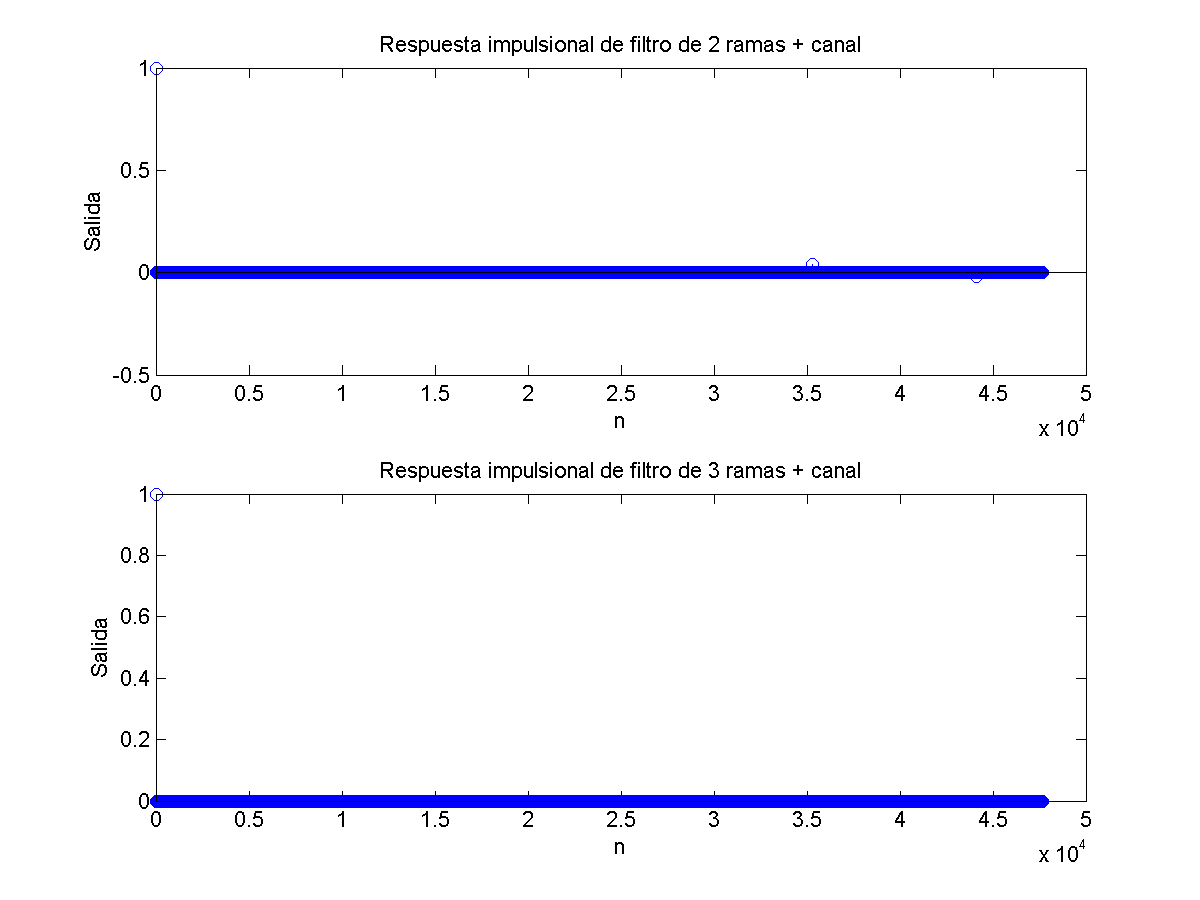 Respuesta impulsional de filtro de 2 ramas + canal
1
0.5
0
-0.5
Salida
0 0.5 1 1.5 2 2.5 3 3.5 4 4.5 5
n
x 10^4
Respuesta impulsional de filtro de 3 ramas + canal
1
0.8
0.6
0.4
0.2
0
Salida
0 0.5 1 1.5 2 2.5 3 3.5 4 4.5 5
n
x 10^4